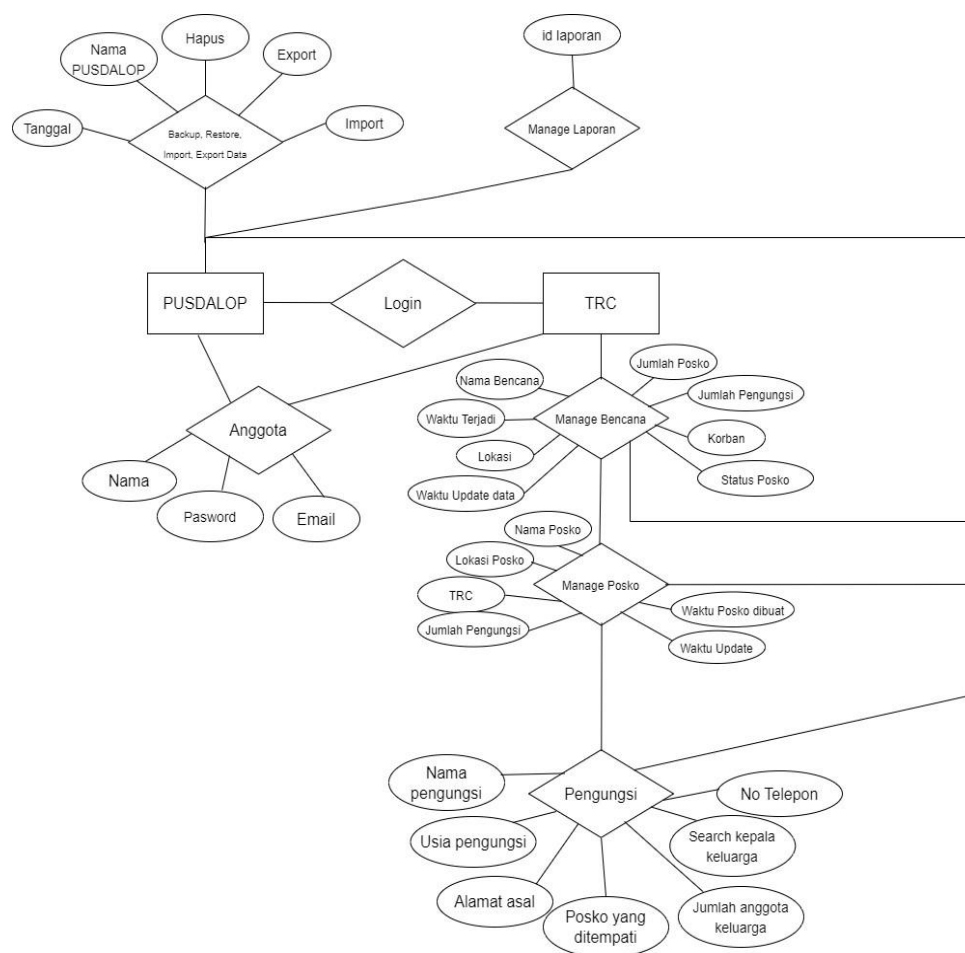 Hapus
id laporan
Nama
PUSDALOP
Export
Tanggal
Backup, Restore,
Import, Export Data
Import
Manage Laporan
PUSDALOP
Login
TRC
Nama Bencana
Jumlah Posko
Waktu Terjadi
Manage Bencana
Jumlah Pengungsi
Anggota
Lokasi
Korban
Nama
Waktu Update data
Status Posko
Pasword
Email
Nama Posko
Lokasi Posko
Manage Posko
TRC
Waktu Posko dibuat
Jumlah Pengungsi
Waktu Update
Nama
pengungsi
Pengungsi
No Telepon
Usia pengungsi
Search kepala
keluarga
Alamat asal
Posko yang
ditempati
Jumlah anggota
keluarga